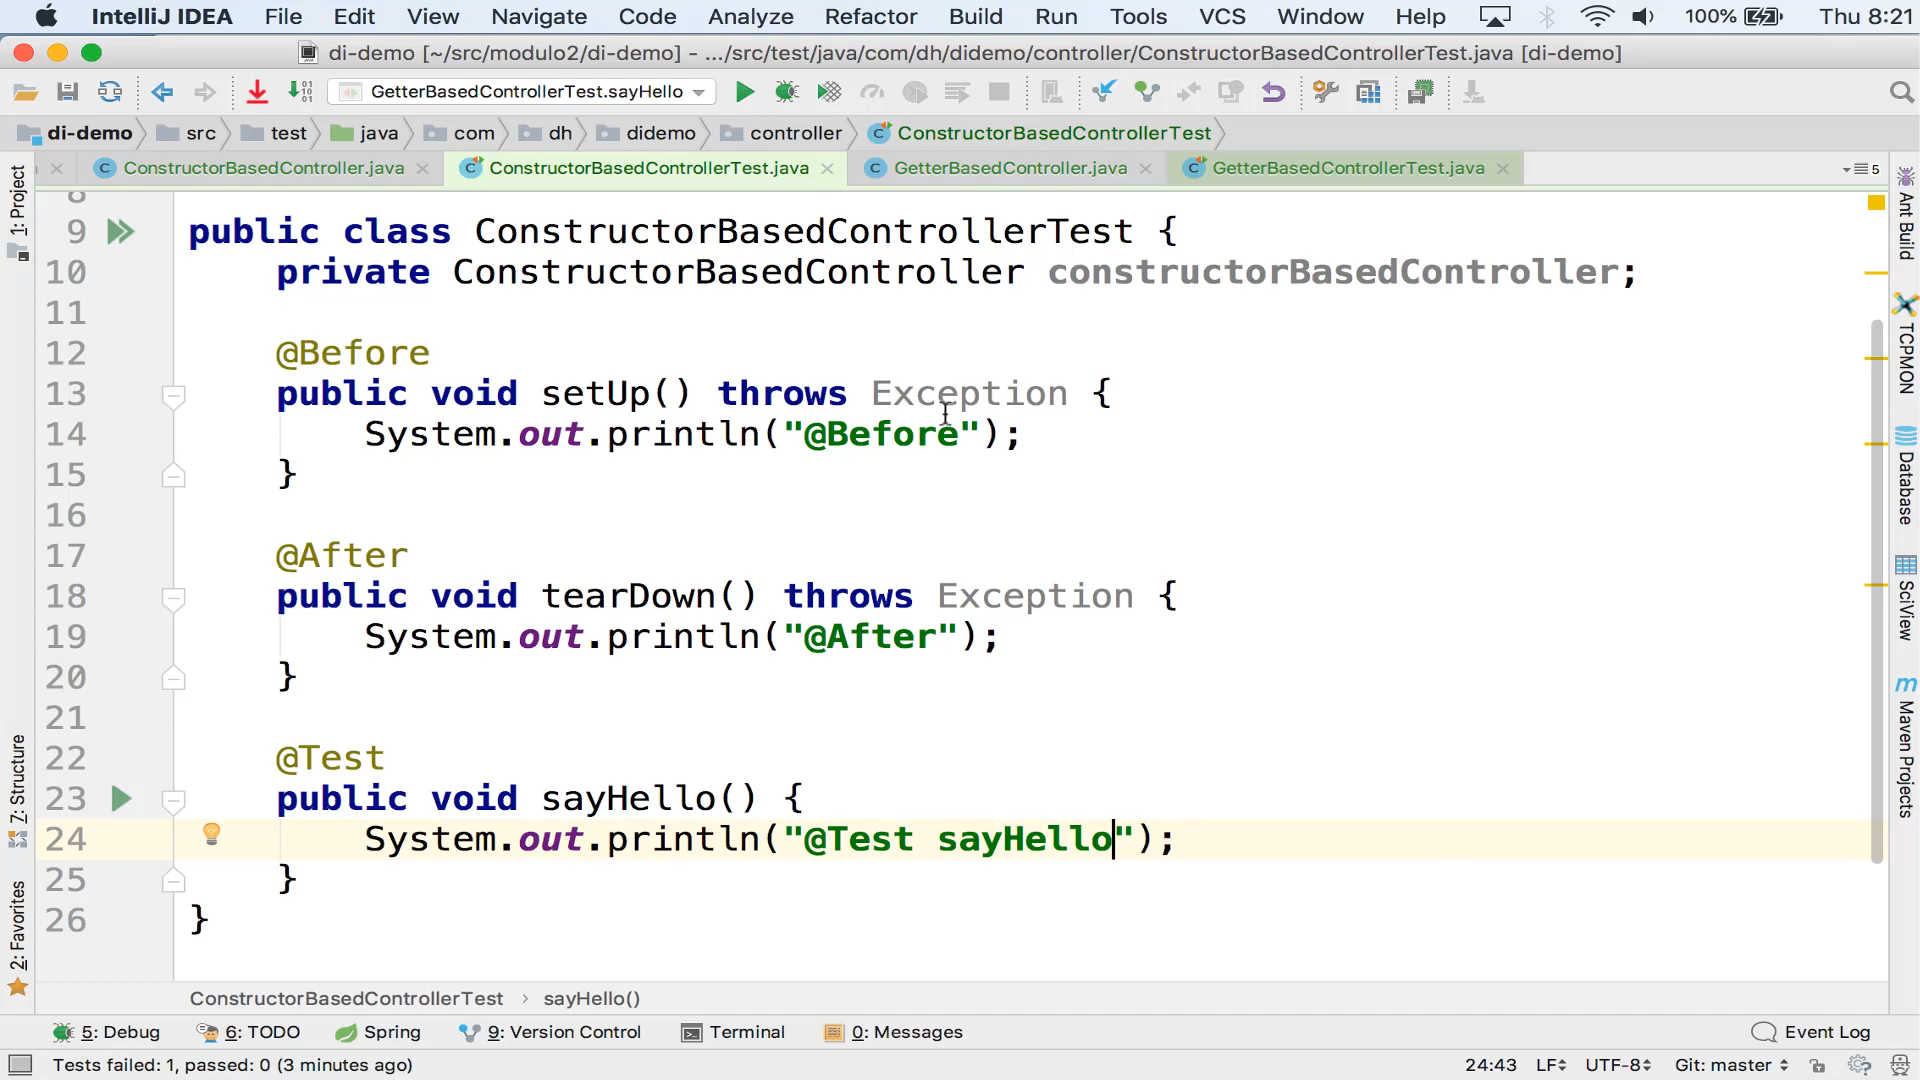 IntelliJ IDEA File Edit View Navigate Code Analyze Refactor Build Run Tools VCS Window Help 100% Thu 8:21
di-demo [~/src/modulo2/di-demo] - .../src/test/java/com/dh/didemo/controller/ConstructorBasedControllerTest.java [di-demo]
GetterBasedControllerTest.sayHello
di-demo src test java com dh didemo controller ConstructorBasedControllerTest
ConstructorBasedController.java ConstructorBasedControllerTest.java GetterBasedController.java GetterBasedControllerTest.java 5
8
9 public class ConstructorBasedControllerTest {
10 private ConstructorBasedController constructorBasedController;
11
12 @Before
13 public void setUp() throws Exception {
14 System.out.println("@Before");
15 }
16
17 @After
18 public void tearDown() throws Exception {
19 System.out.println("@After");
20 }
21
22 @Test
23 public void sayHello() {
24 System.out.println("@Test sayHello");
25 }
26 }
1: Project
7: Structure
2: Favorites
Ant Build
TCPMON
Database
SciView
m Maven Projects
ConstructorBasedControllerTest › sayHello()
5: Debug 6: TODO Spring 9: Version Control Terminal 0: Messages Event Log
Tests failed: 1, passed: 0 (3 minutes ago) 24:43 LF UTF-8 Git: master